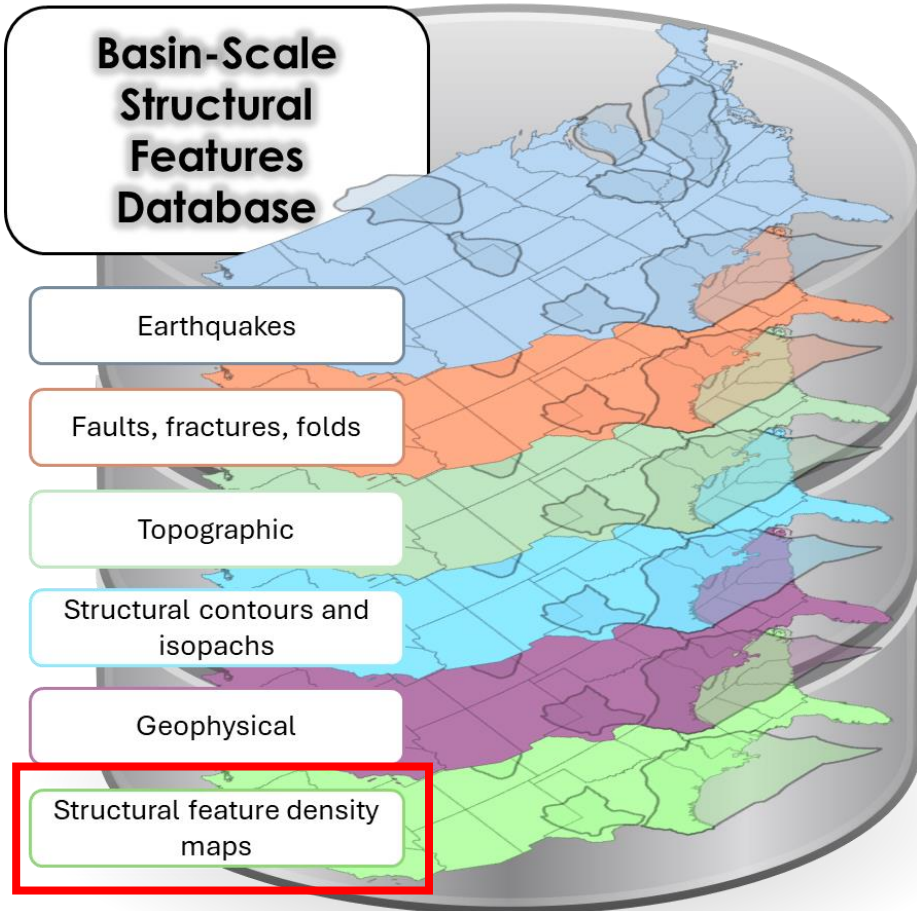 Basin-Scale
Structural
Features
Database
Earthquakes
Faults, fractures, folds
Topographic
Structural contours and
isopachs
Geophysical
Structural feature density
maps